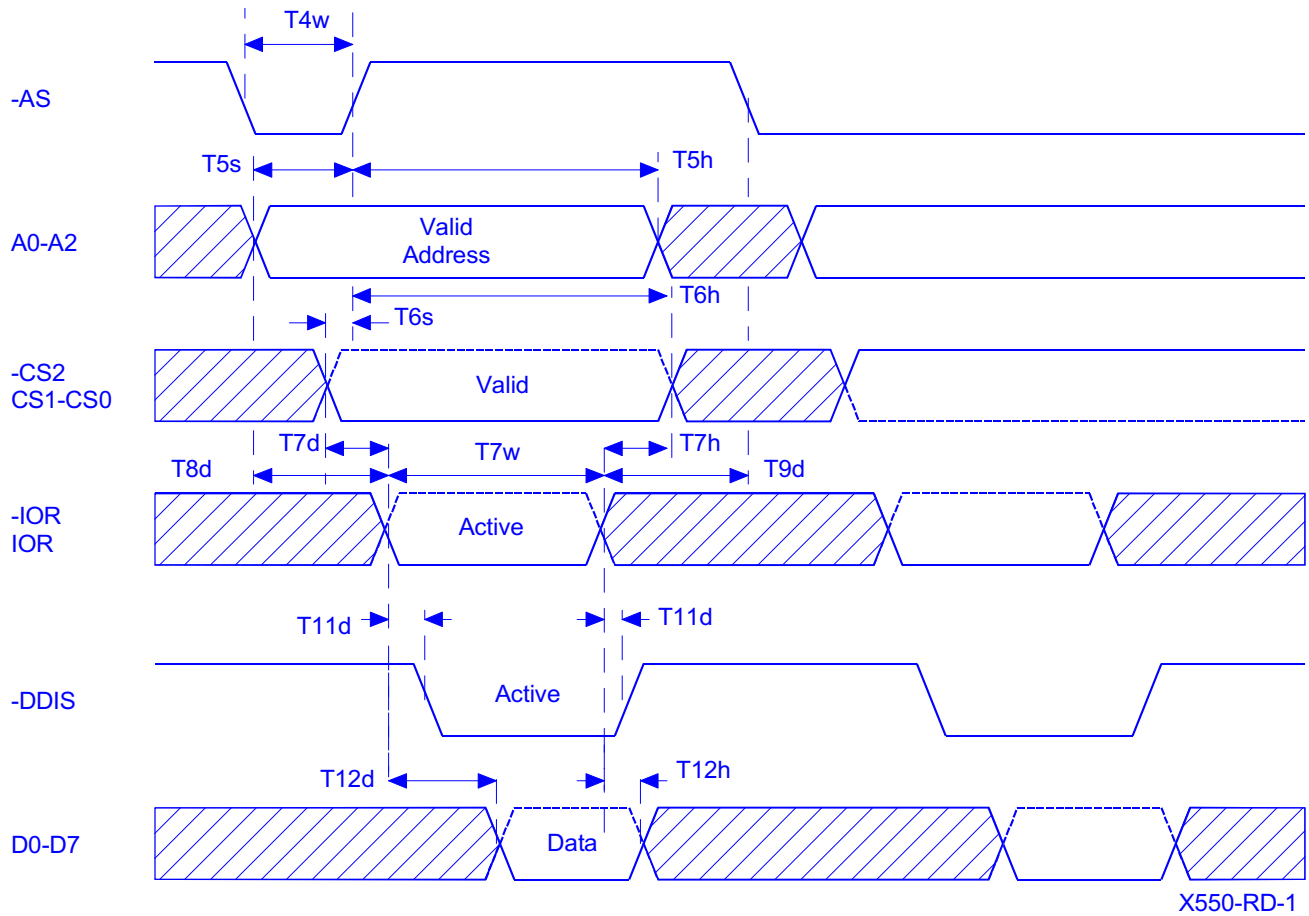 T4w
-AS
T5s
T5h
A0-A2
Valid
Address
T6h
T6s
-CS2
CS1-CS0
Valid
T7d
T7w
T7h
T8d
T9d
-IOR
IOR
Active
T11d
T11d
-DDIS
Active
T12d
T12h
D0-D7
Data
X550-RD-1